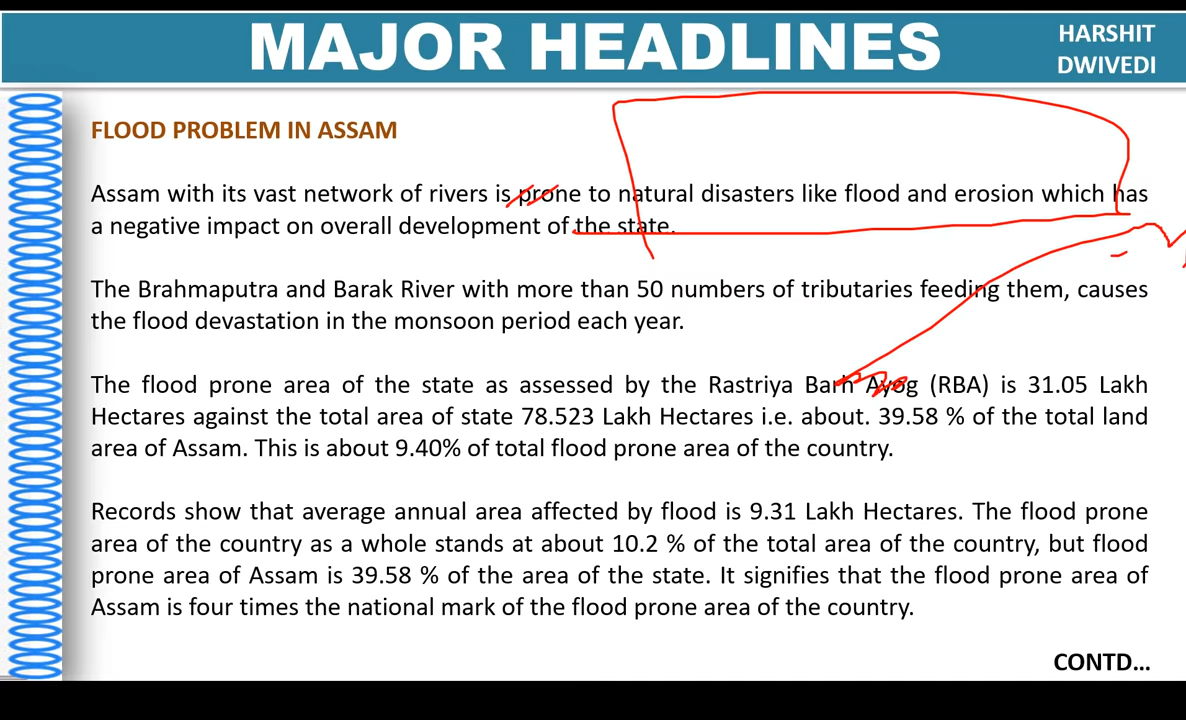 MAJOR HEADLINES
HARSHIT
DWIVEDI
FLOOD PROBLEM IN ASSAM
Assam with its vast network of rivers is prone to natural disasters like flood and erosion which has
a negative impact on overall development of the state.
The Brahmaputra and Barak River with more than 50 numbers of tributaries feeding them, causes
the flood devastation in the monsoon period each year.
The flood prone area of the state as assessed by the Rastriya Barh Ayog (RBA) is 31.05 Lakh
Hectares against the total area of state 78.523 Lakh Hectares i.e. about. 39.58 % of the total land
area of Assam. This is about 9.40% of total flood prone area of the country.
Records show that average annual area affected by flood is 9.31 Lakh Hectares. The flood prone
area of the country as a whole stands at about 10.2 % of the total area of the country, but flood
prone area of Assam is 39.58 % of the area of the state. It signifies that the flood prone area of
Assam is four times the national mark of the flood prone area of the country.
CONTD...